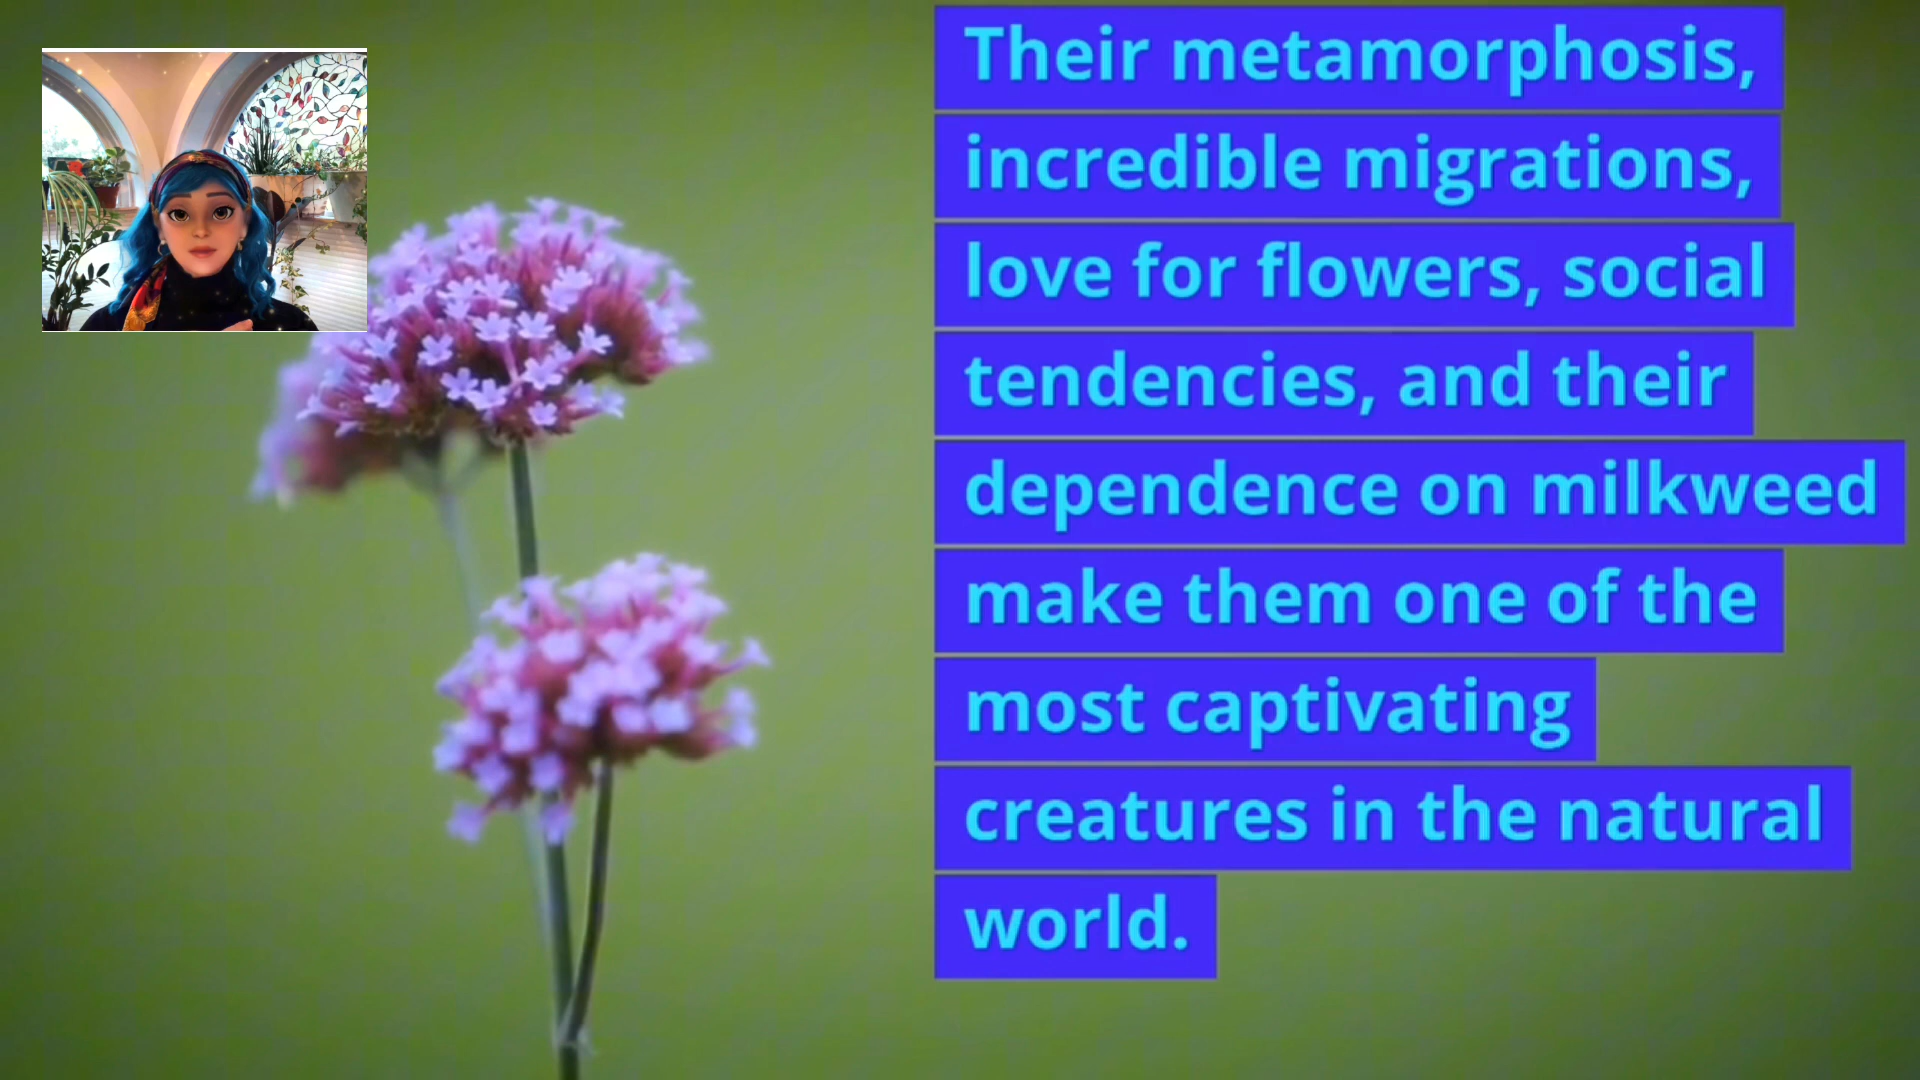 Their metamorphosis,
incredible migrations,
love for flowers, social
tendencies, and their
dependence on milkweed
make them one of the
most captivating
creatures in the natural
world.